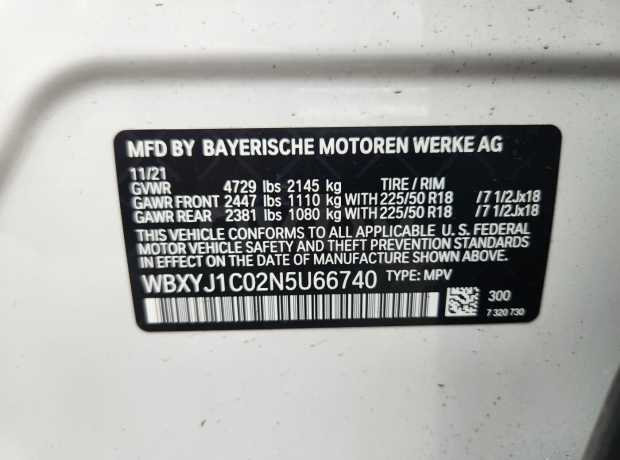 MFD BY BAYERISCHE MOTOREN WERKE AG
11/21
GVWR 4729 lbs 2145 kg TIRE / RIM
GAWR FRONT 2447 lbs 1110 kg WITH 225/50 R18 /7 1/2Jx18
GAWR REAR 2381 lbs 1080 kg WITH 225/50 R18 /7 1/2Jx18
THIS VEHICLE CONFORMS TO ALL APPLICABLE U. S. FEDERAL
MOTOR VEHICLE SAFETY AND THEFT PREVENTION STANDARDS
IN EFFECT ON THE DATE OF MANUFACTURE SHOWN ABOVE.
WBXYJ1C02N5U66740 TYPE: MPV
300
7 320 730